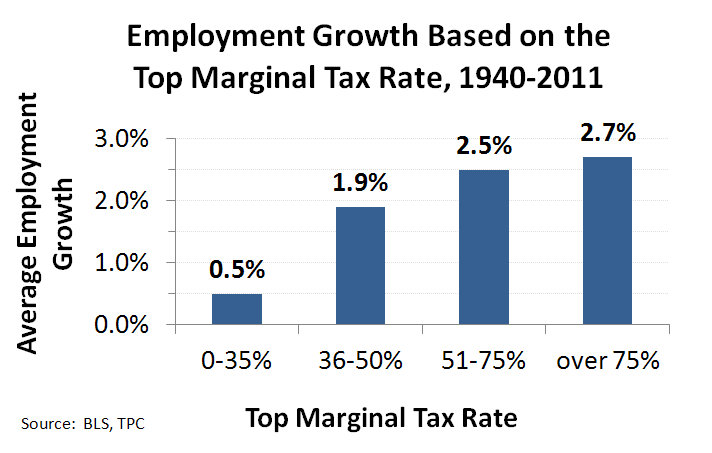 Employment Growth Based on the
Top Marginal Tax Rate, 1940-2011
Average Employment
Growth
3.0%
2.0%
1.0%
0.0%
0.5%
1.9%
2.5%
2.7%
0-35%
36-50%
51-75%
over 75%
Top Marginal Tax Rate
Source:  BLS, TPC